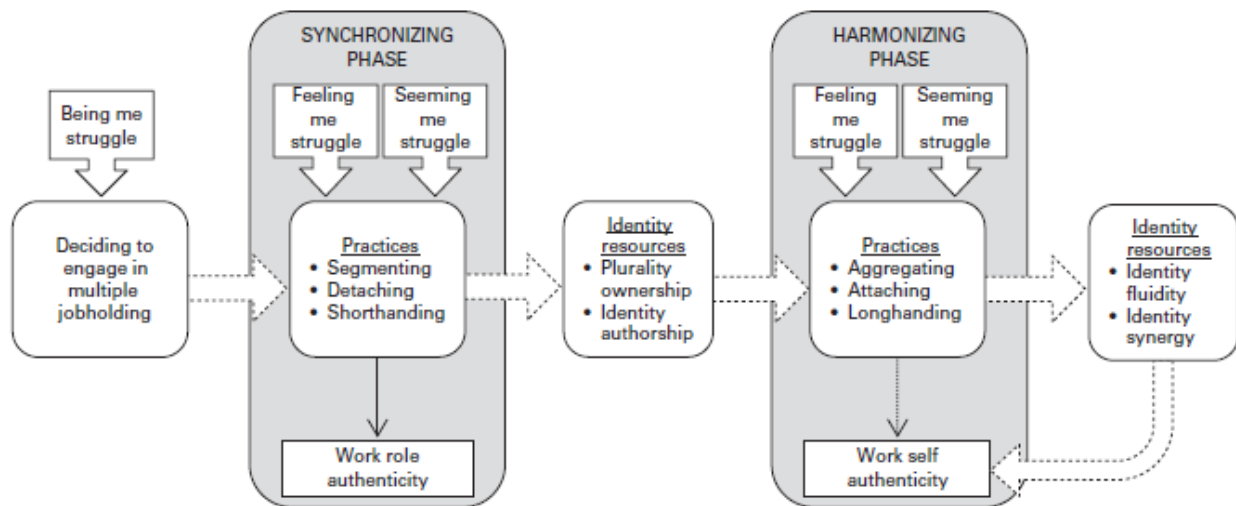 Being me
struggle
Deciding to
engage in
multiple
jobholding
SYNCHRONIZING
PHASE
Feeling
me
struggle
Seeming
me
struggle
Practices
• Segmenting
• Detaching
• Shorthanding
Work role
authenticity
Identity
resources
• Plurality
ownership
• Identity
authorship
HARMONIZING
PHASE
Feeling
me
struggle
Seeming
me
struggle
Practices
• Aggregating
• Attaching
• Longhanding
Work self
authenticity
Identity
resources
• Identity
fluidity
• Identity
synergy